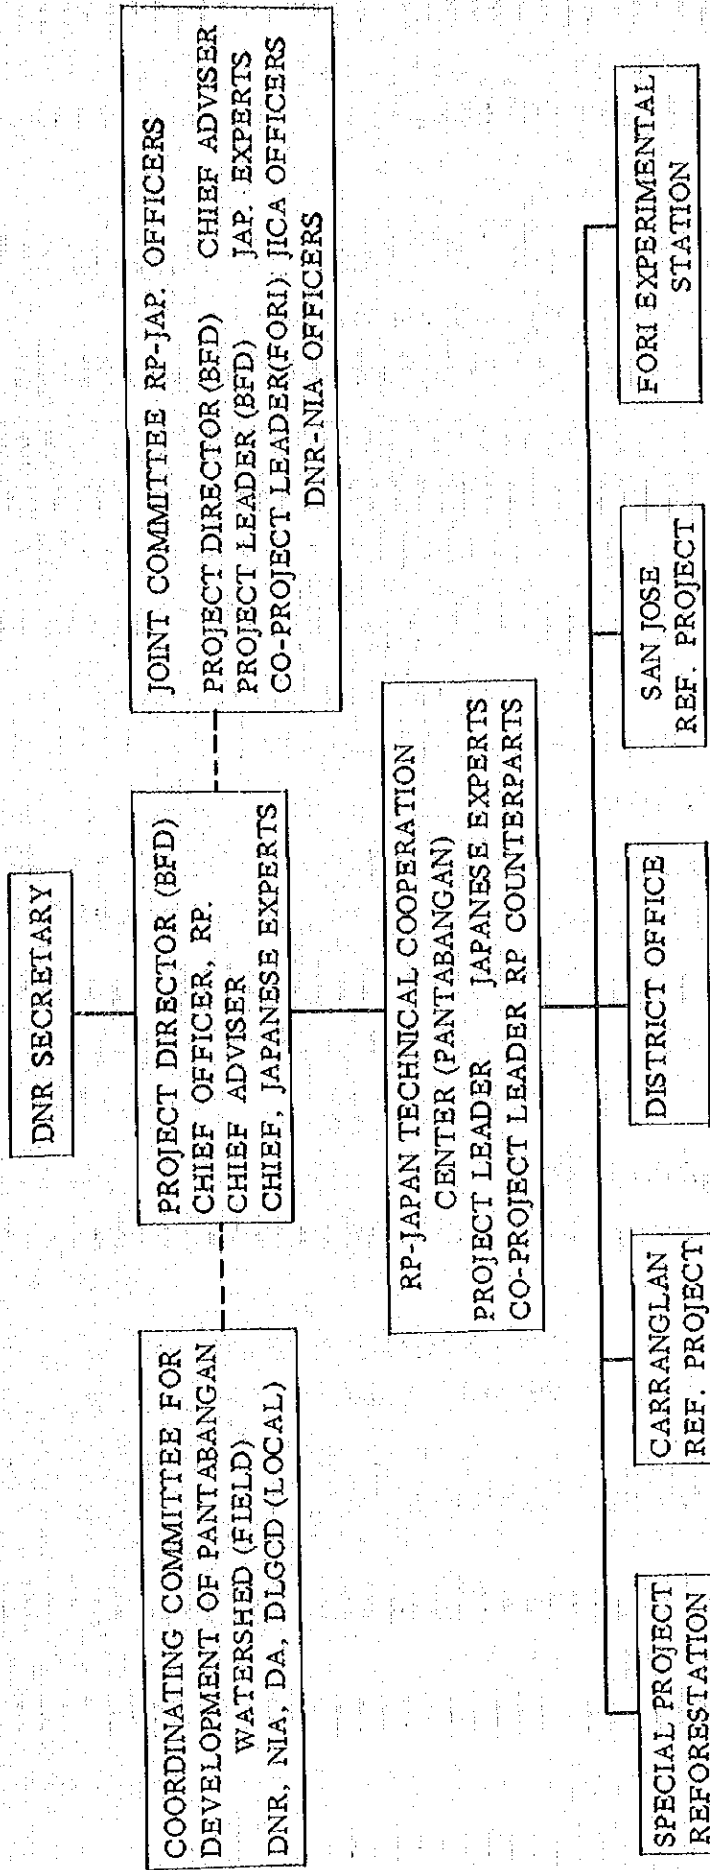 DNR SECRETARY
COORDINATING COMMITTEE FOR
DEVELOPMENT OF PANTABANGAN
WATERSHED (FIELD)
DNR, NIA, DA, DLGCD (LOCAL)
PROJECT DIRECTOR (BFD)
CHIEF OFFICER, RP.
CHIEF ADVISER
CHIEF, JAPANESE EXPERTS
JOINT COMMITTEE RP-JAP. OFFICERS
PROJECT DIRECTOR (BFD) CHIEF ADVISER
PROJECT LEADER (BFD) JAP. EXPERTS
CO-PROJECT LEADER(FORI) JICA OFFICERS
DNR-NIA OFFICERS
RP-JAPAN TECHNICAL COOPERATION
CENTER (PANTABANGAN)
PROJECT LEADER JAPANESE EXPERTS
CO-PROJECT LEADER RP COUNTERPARTS
SPECIAL PROJECT
REFORESTATION
CARRANGLAN
REF. PROJECT
DISTRICT OFFICE
SAN JOSE
REF. PROJECT
FORI EXPERIMENTAL
STATION